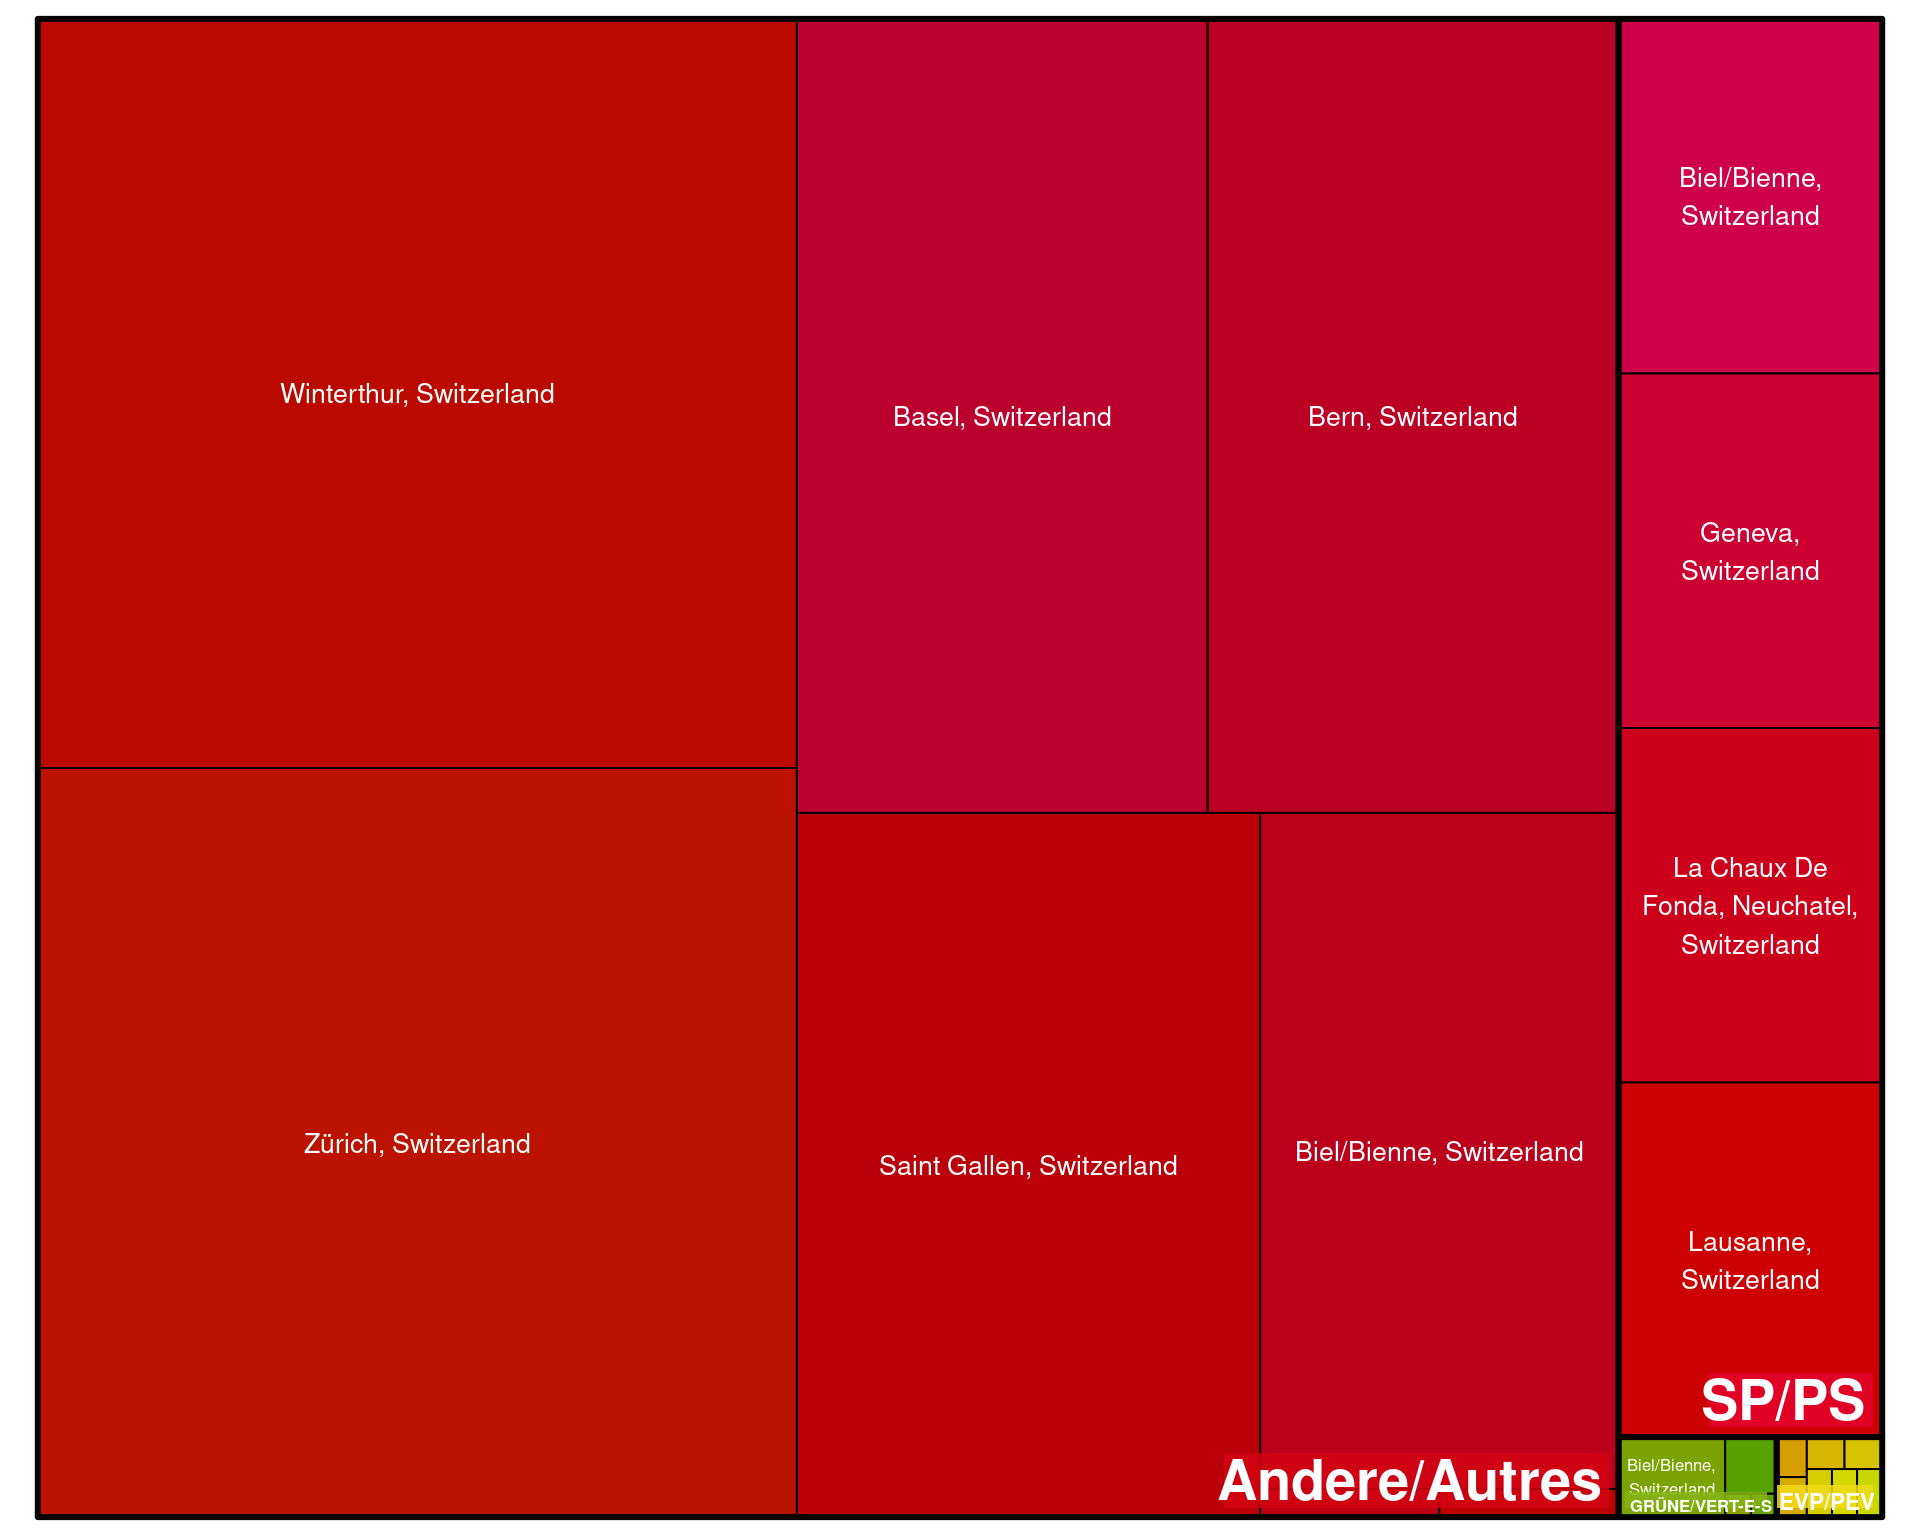 Winterthur, Switzerland
Zürich, Switzerland
Basel, Switzerland
Bern, Switzerland
Saint Gallen, Switzerland
Biel/Bienne, Switzerland
Andere/Autres
Biel/Bienne,
Switzerland
Geneva,
Switzerland
La Chaux De
Fonda, Neuchatel,
Switzerland
Lausanne,
Switzerland
SP/PS
Biel/Bienne,
Switzerland
GRÜNE/VERT-E-S
EVP/PEV